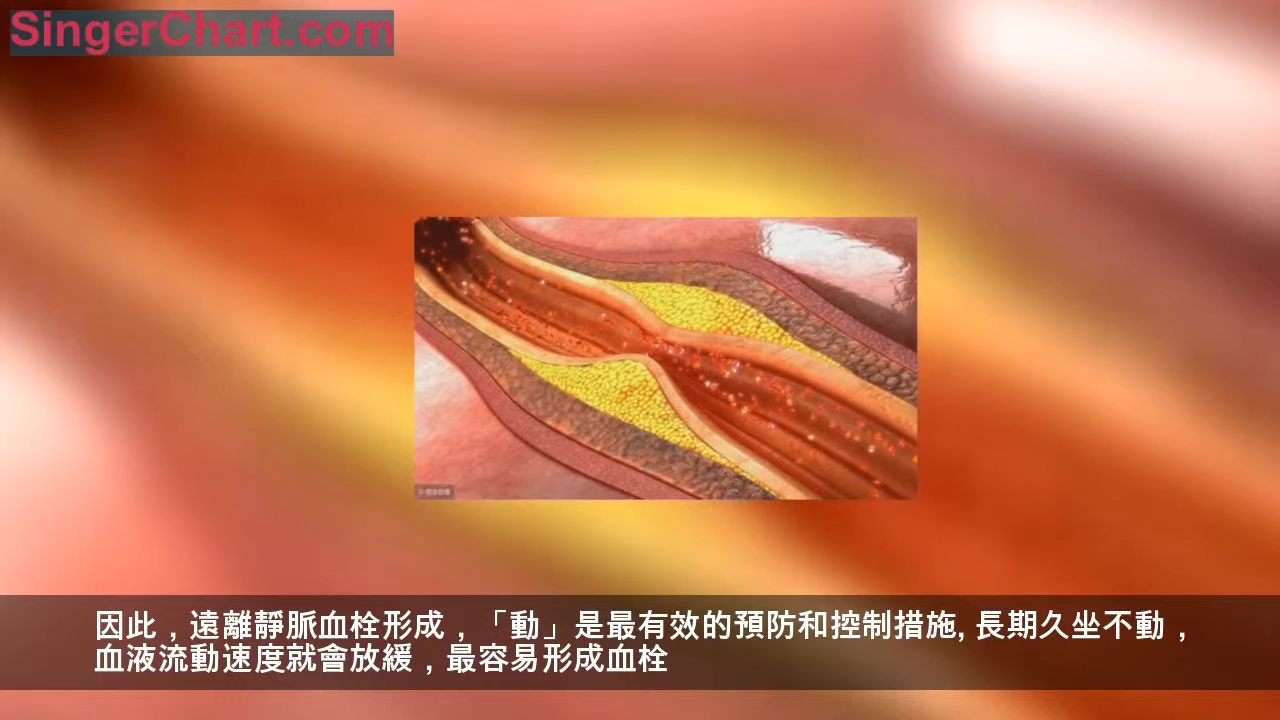 SingerChart.com
因此，遠離靜脈血栓形成，「動」是最有效的預防和控制措施, 長期久坐不動，
血液流動速度就會放緩，最容易形成血栓